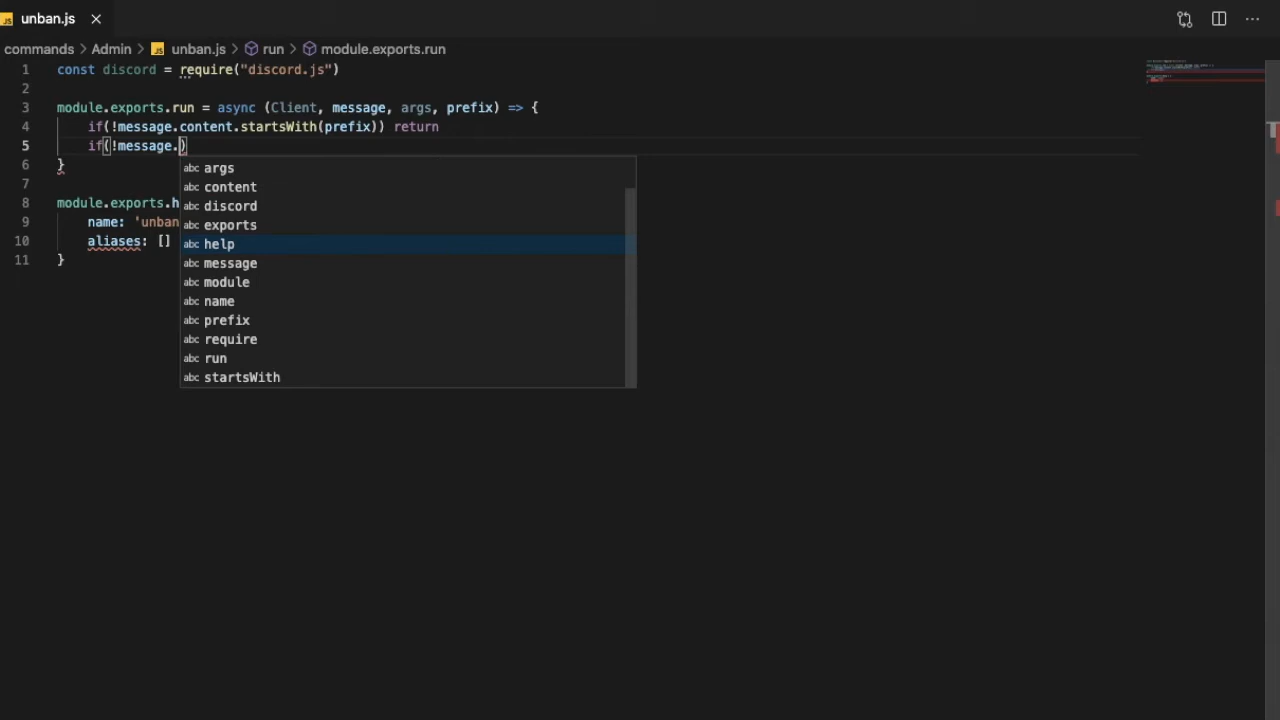 JS unban.js ×
commands > Admin > JS unban.js > run > module.exports.run
1 const discord = require("discord.js")
2
3 module.exports.run = async (Client, message, args, prefix) => {
4 if(!message.content.startsWith(prefix)) return
5 if(!message.)
6 }
abc args
abc content
7
8 module.exports.h
abc discord
9 name: 'unban
abc exports
10 aliases: []
abc help
11 }
abc message
abc module
abc name
abc prefix
abc require
abc run
abc startsWith